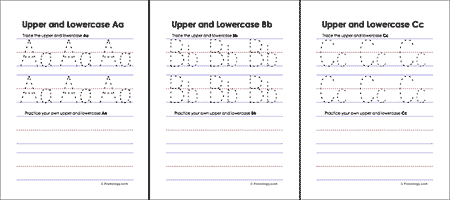 Upper and Lowercase Aa
Trace the upper and lowercase Aa
Aa Aa Aa
Aa Aa Aa
Practice your own upper and lowercase Aa
Upper and Lowercase Bb
Trace the upper and lowercase Bb
Bb Bb Bb
Bb Bb Bb
Practice your own upper and lowercase Bb
Upper and Lowercase Cc
Trace the upper and lowercase Cc
Cc Cc Cc
Cc Cc Cc
Practice your own upper and lowercase Cc